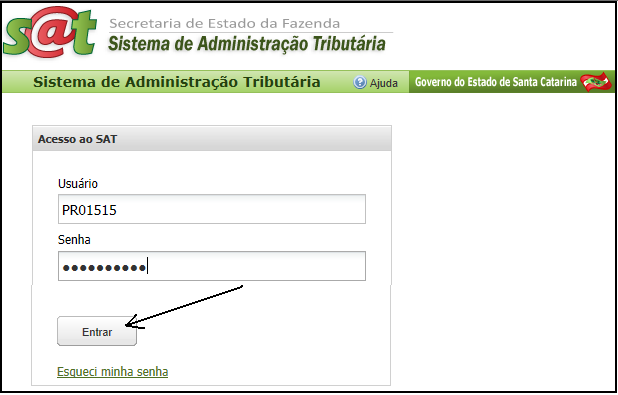 s@t
Secretaria de Estado da Fazenda
Sistema de Administração Tributária
Sistema de Administração Tributária
? Ajuda
Governo do Estado de Santa Catarina
Acesso ao SAT
Usuário
PR01515
Senha
●●●●●●●●●●
Entrar
Esqueci minha senha